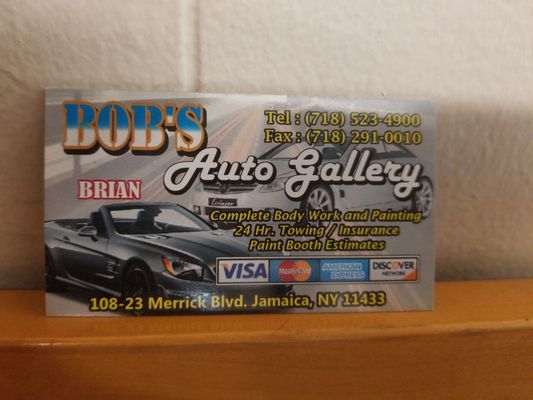 BOB'S
Tel : (718) 523-4900
Fax : (718) 291-0010
Auto Gallery
BRIAN
Complete Body Work and Painting
24 Hr. Towing / Insurance
Paint Booth Estimates
VISA MasterCard AMERICAN EXPRESS DISCOVER NETWORK
108-23 Merrick Blvd. Jamaica, NY 11433